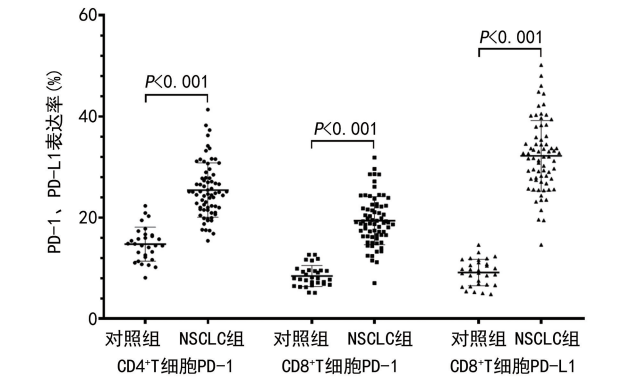 PD-1、PD-L1表达率(%)
60
40
20
0
P<0.001
P<0.001
P<0.001
对照组 NSCLC组 对照组 NSCLC组 对照组 NSCLC组
CD4+T细胞PD-1 CD8+T细胞PD-1 CD8+T细胞PD-L1